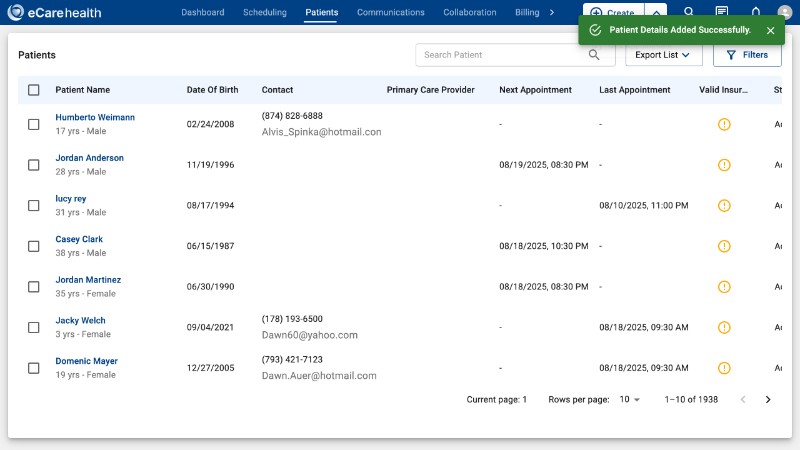 eCarehealth
Dashboard Scheduling Patients Communications Collaboration Billing Create
Patient Details Added Successfully.
Patients
Search Patient
Export List
Filters
Patient Name Date Of Birth Contact Primary Care Provider Next Appointment Last Appointment Valid Insur... St
Humberto Weimann 02/24/2008 (874) 828-6888 - -
17 yrs - Male Alvis_Spinka@hotmail.con
Jordan Anderson 11/19/1996 08/19/2025, 08:30 PM -
28 yrs - Male
lucy rey 08/17/1994 - 08/10/2025, 11:00 PM
31 yrs - Male
Casey Clark 06/15/1987 08/18/2025, 10:30 PM -
38 yrs - Male
Jordan Martinez 06/30/1990 08/18/2025, 08:30 PM -
35 yrs - Female
Jacky Welch 09/04/2021 (178) 193-6500 - 08/18/2025, 09:30 AM
3 yrs - Female Dawn60@yahoo.com
Domenic Mayer 12/27/2005 (793) 421-7123 - 08/18/2025, 09:30 AM
19 yrs - Female Dawn.Auer@hotmail.com
Current page: 1 Rows per page: 10 1–10 of 1938